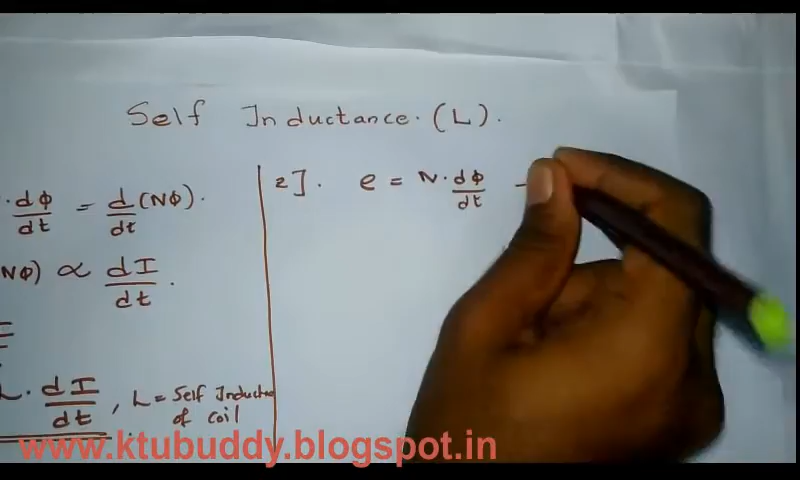 Self Inductance. (L).
. dΦ/dt = d/dt (NΦ).
NΦ) ∝ dI/dt .
L. dI/dt , L = Self Inducta
of coil
2]. e = N. dΦ/dt -
www.ktubuddy.blogspot.in